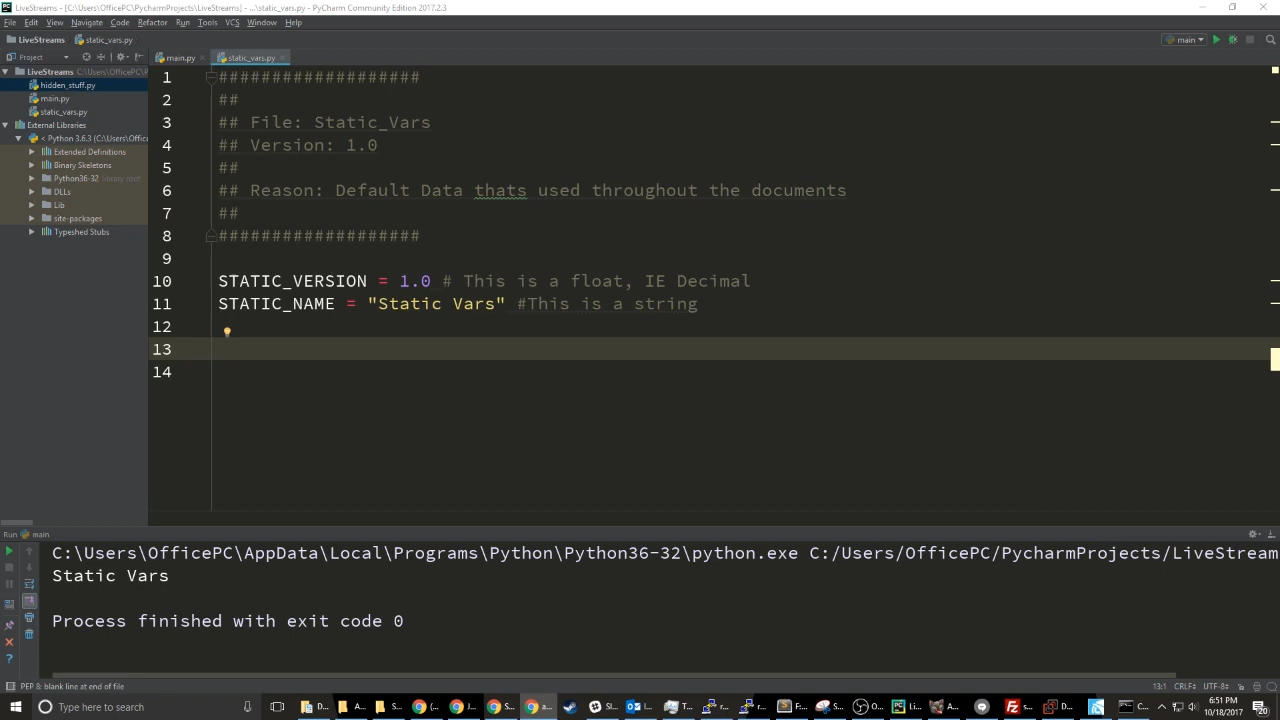 LiveStreams - [C:\Users\OfficePC\PycharmProjects\LiveStreams] - ...\static_vars.py - PyCharm Community Edition 2017.2.3
File Edit View Navigate Code Refactor Run Tools VCS Window Help
LiveStreams static_vars.py main
Project main.py static_vars.py
LiveStreams C:\Users\OfficePC\P
hidden_stuff.py
main.py
static_vars.py
External Libraries
< Python 3.6.3 (C:\Users\Office
Extended Definitions
Binary Skeletons
Python36-32 library root
DLLs
Lib
site-packages
Typeshed Stubs
1 ###################
2 ##
3 ## File: Static_Vars
4 ## Version: 1.0
5 ##
6 ## Reason: Default Data thats used throughout the documents
7 ##
8 ###################
9
10 STATIC_VERSION = 1.0 # This is a float, IE Decimal
11 STATIC_NAME = "Static Vars" #This is a string
12
13
14
Run main
C:\Users\OfficePC\AppData\Local\Programs\Python\Python36-32\python.exe C:/Users/OfficePC/PycharmProjects/LiveStream
Static Vars
Process finished with exit code 0
PEP 8: blank line at end of file 13:1 CRLF UTF-8
Type here to search
6:51 PM
10/18/2017